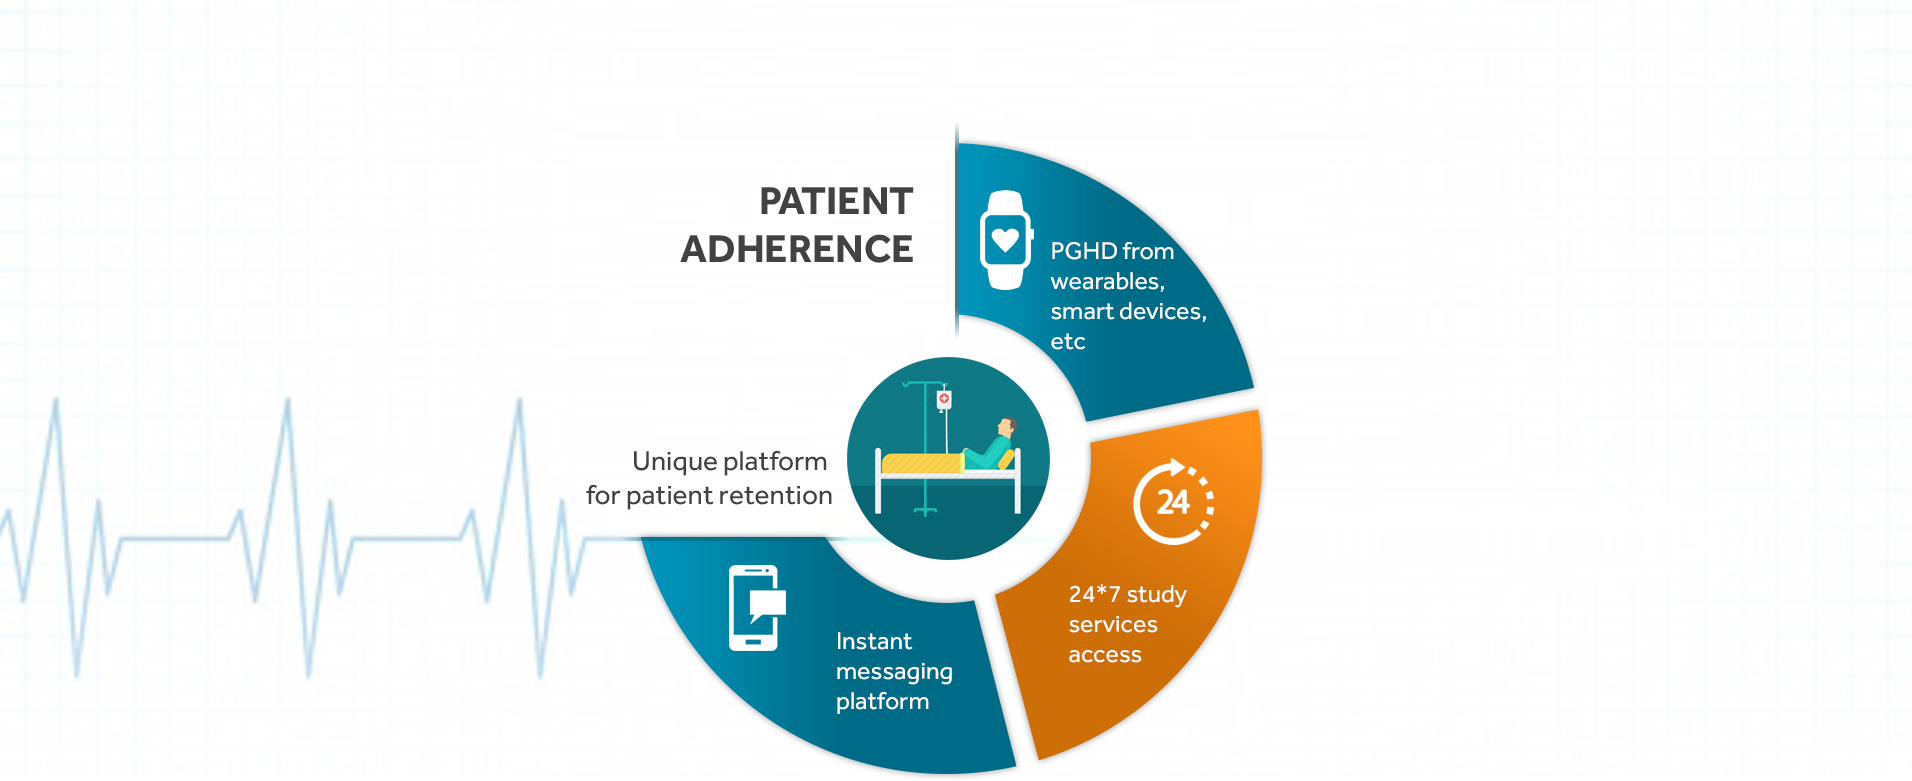 PATIENT
ADHERENCE
PGHD from
wearables,
smart devices,
etc
Unique platform
for patient retention
24
24*7 study
services
access
Instant
messaging
platform